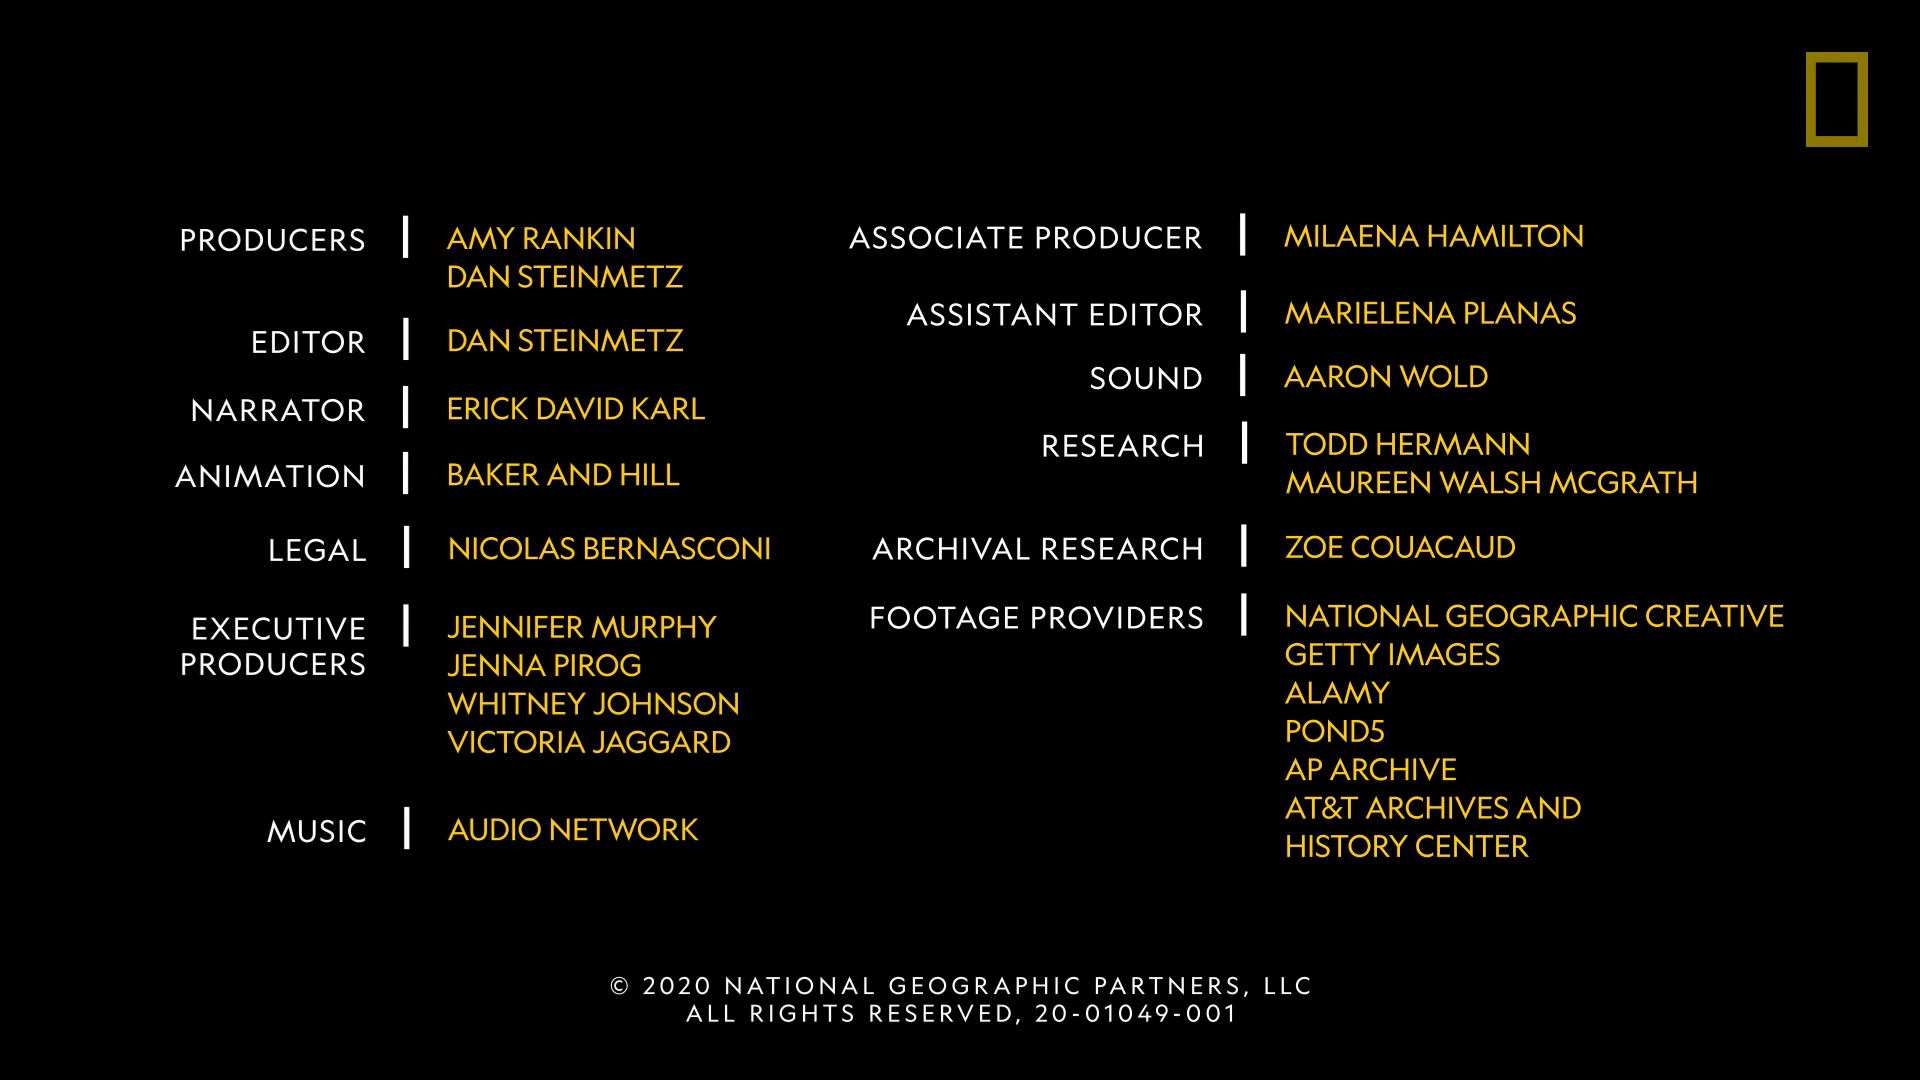 PRODUCERS | AMY RANKIN
DAN STEINMETZ
EDITOR | DAN STEINMETZ
NARRATOR | ERICK DAVID KARL
ANIMATION | BAKER AND HILL
LEGAL | NICOLAS BERNASCONI
EXECUTIVE PRODUCERS | JENNIFER MURPHY
JENNA PIROG
WHITNEY JOHNSON
VICTORIA JAGGARD
MUSIC | AUDIO NETWORK
ASSOCIATE PRODUCER | MILAENA HAMILTON
ASSISTANT EDITOR | MARIELENA PLANAS
SOUND | AARON WOLD
RESEARCH | TODD HERMANN
MAUREEN WALSH MCGRATH
ARCHIVAL RESEARCH | ZOE COUACAUD
FOOTAGE PROVIDERS | NATIONAL GEOGRAPHIC CREATIVE
GETTY IMAGES
ALAMY
POND5
AP ARCHIVE
AT&T ARCHIVES AND
HISTORY CENTER
© 2020 NATIONAL GEOGRAPHIC PARTNERS, LLC
ALL RIGHTS RESERVED, 20-01049-001